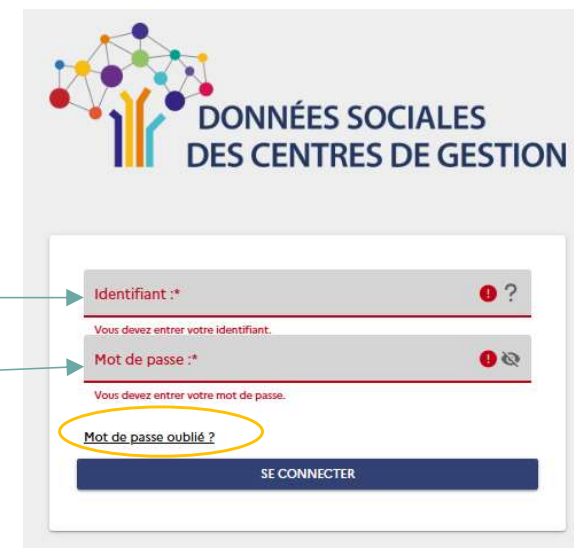 DONNÉES SOCIALES
DES CENTRES DE GESTION
Identifiant :*
?
Vous devez entrer votre identifiant.
Mot de passe :*
Vous devez entrer votre mot de passe.
Mot de passe oublié ?
SE CONNECTER